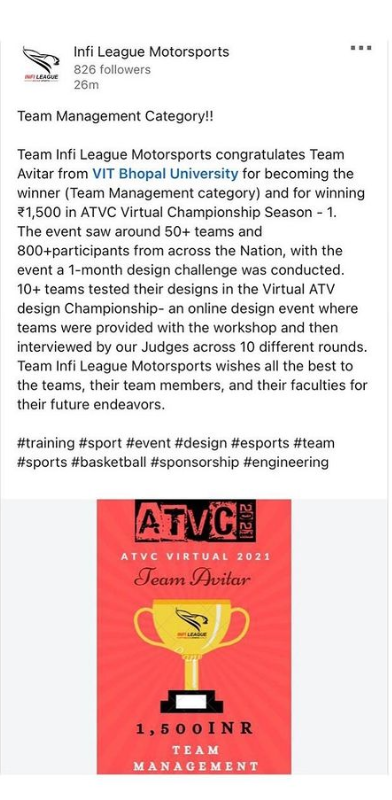 Infi League Motorsports
826 followers
26m
INFI LEAGUE
Team Management Category!!
Team Infi League Motorsports congratulates Team
Avitar from VIT Bhopal University for becoming the
winner (Team Management category) and for winning
₹1,500 in ATVC Virtual Championship Season - 1.
The event saw around 50+ teams and
800+participants from across the Nation, with the
event a 1-month design challenge was conducted.
10+ teams tested their designs in the Virtual ATV
design Championship- an online design event where
teams were provided with the workshop and then
interviewed by our Judges across 10 different rounds.
Team Infi League Motorsports wishes all the best to
the teams, their team members, and their faculties for
their future endeavors.
#training #sport #event #design #esports #team
#sports #basketball #sponsorship #engineering
ATVC 2021
ATVC VIRTUAL 2021
Team Avitar
INFI LEAGUE
1,500INR
TEAM
MANAGEMENT